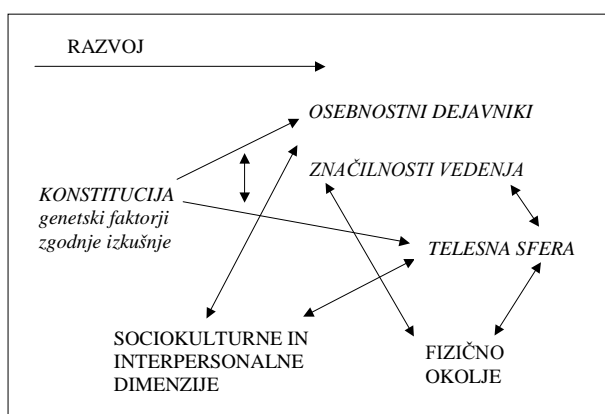 RAZVOJ
OSEBNOSTNI DEJAVNIKI
ZNAČILNOSTI VEDENJA
KONSTITUCIJA
genetski faktorji
zgodnje izkušnje
TELESNA SFERA
SOCIOKULTURNE IN
INTERPERSONALNE
DIMENZIJE
FIZIČNO
OKOLJE